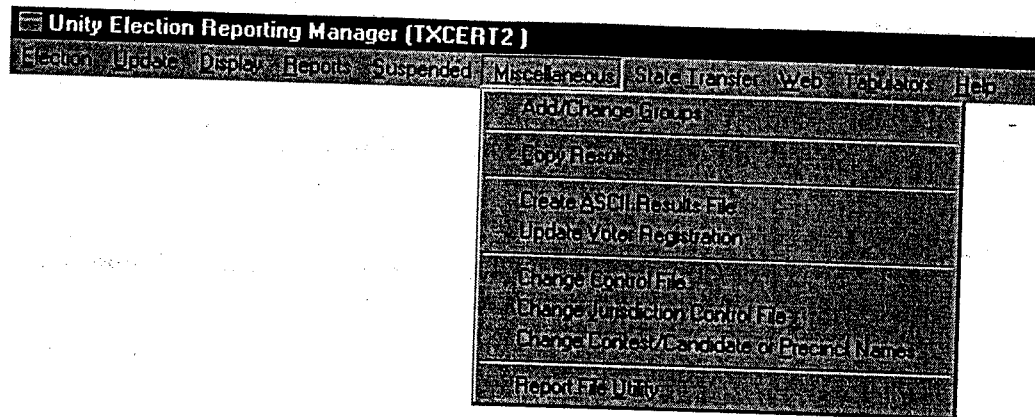 Unity Election Reporting Manager (TXCERT2 )
Election Update Display Reports Suspended Miscellaneous State Transfer Web Tabulators Help
Add/Change Groups
Copy Results
Create ASCII Results File
Update Voter Registration
Change Control File
Change Jurisdiction Control File
Change Contest/Candidate or Precinct Names
Report File Utility